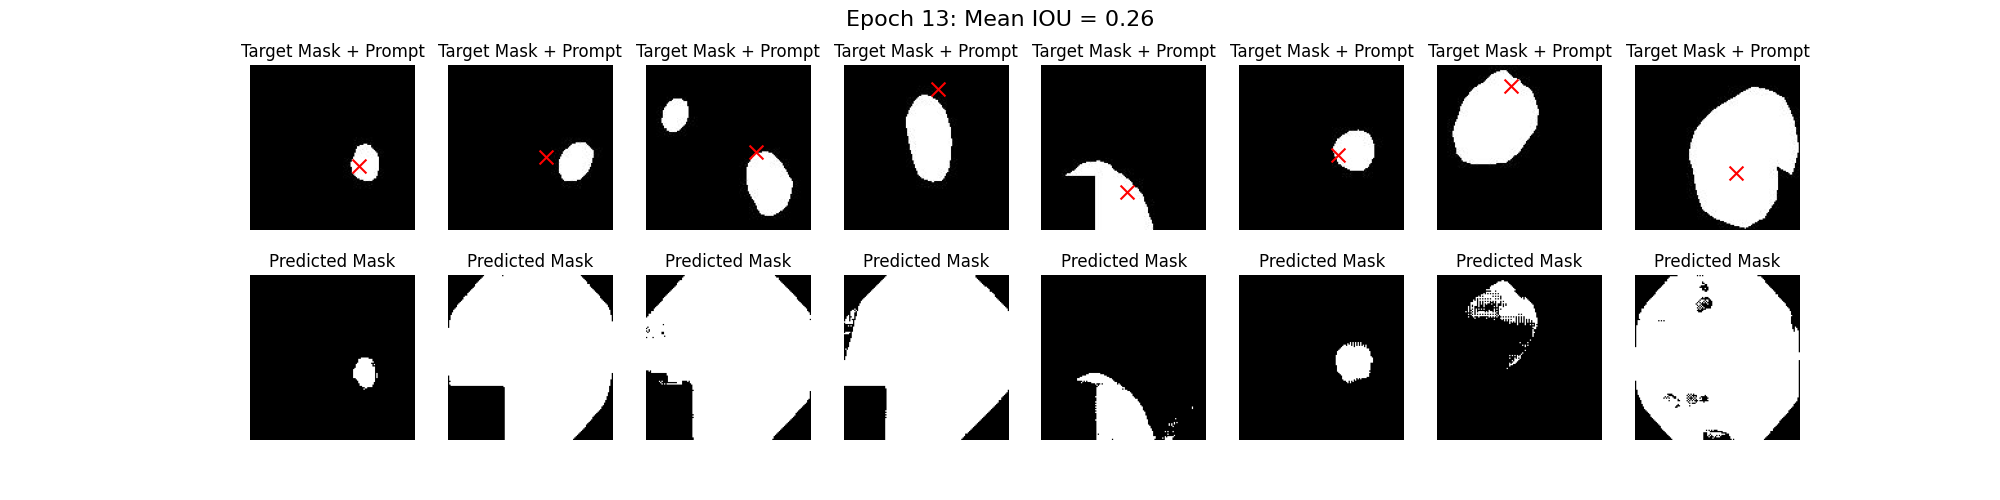 Epoch 13: Mean IOU = 0.26
Target Mask + Prompt Target Mask + Prompt Target Mask + Prompt Target Mask + Prompt Target Mask + Prompt Target Mask + Prompt Target Mask + Prompt Target Mask + Prompt
Predicted Mask Predicted Mask Predicted Mask Predicted Mask Predicted Mask Predicted Mask Predicted Mask Predicted Mask